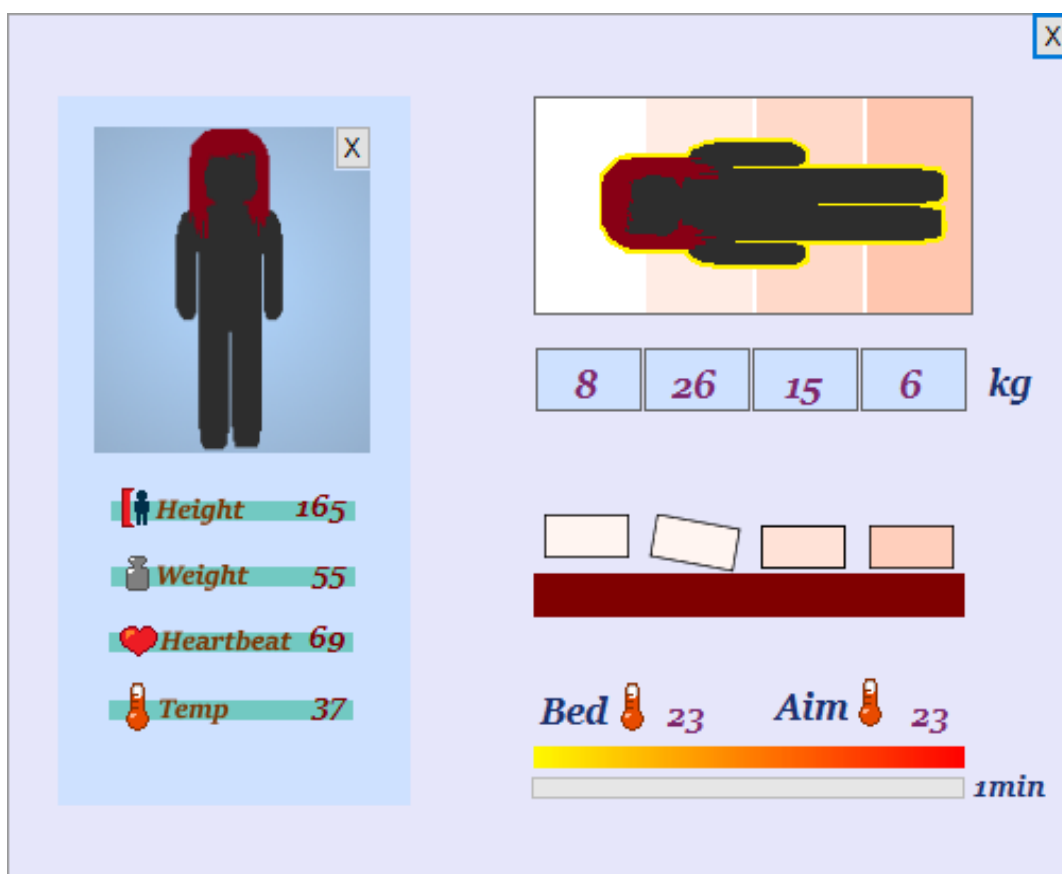 X
X
Height 165
Weight 55
Heartbeat 69
Temp 37
8 26 15 6 kg
Bed 23 Aim 23
1min